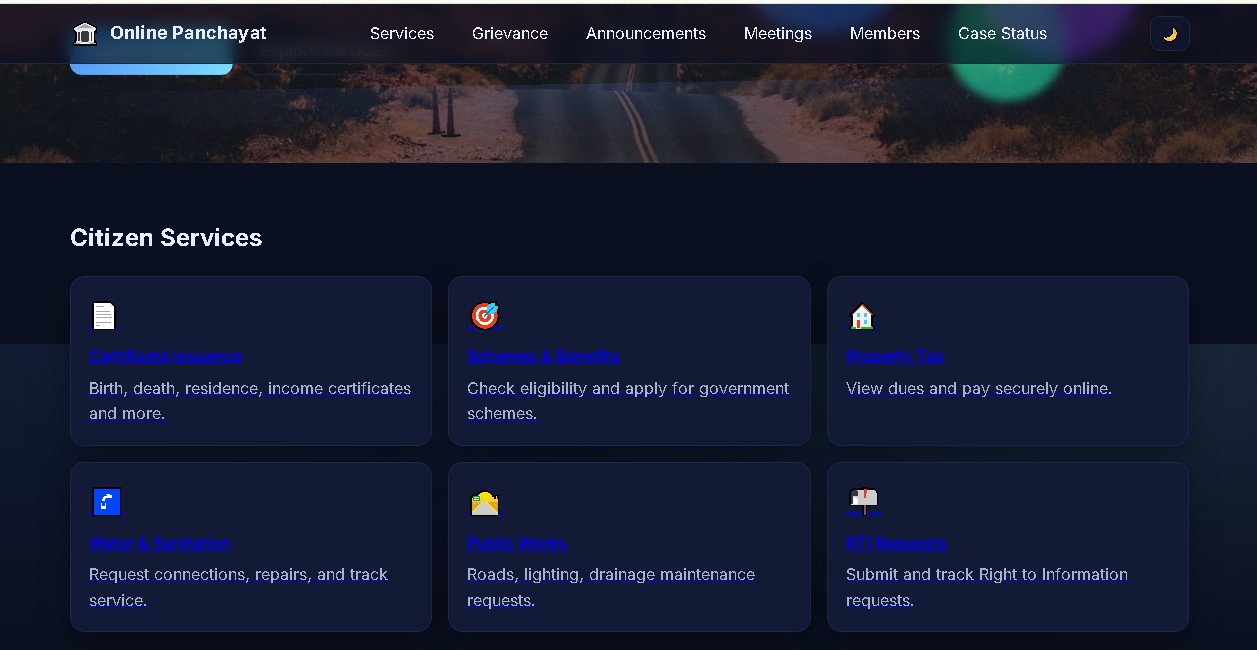 Online Panchayat
Services
Grievance
Announcements
Meetings
Members
Case Status
Citizen Services
Certificate Issuance
Birth, death, residence, income certificates
and more.
Schemes & Benefits
Check eligibility and apply for government
schemes.
Property Tax
View dues and pay securely online.
Water & Sanitation
Request connections, repairs, and track
service.
Public Works
Roads, lighting, drainage maintenance
requests.
RTI Requests
Submit and track Right to Information
requests.